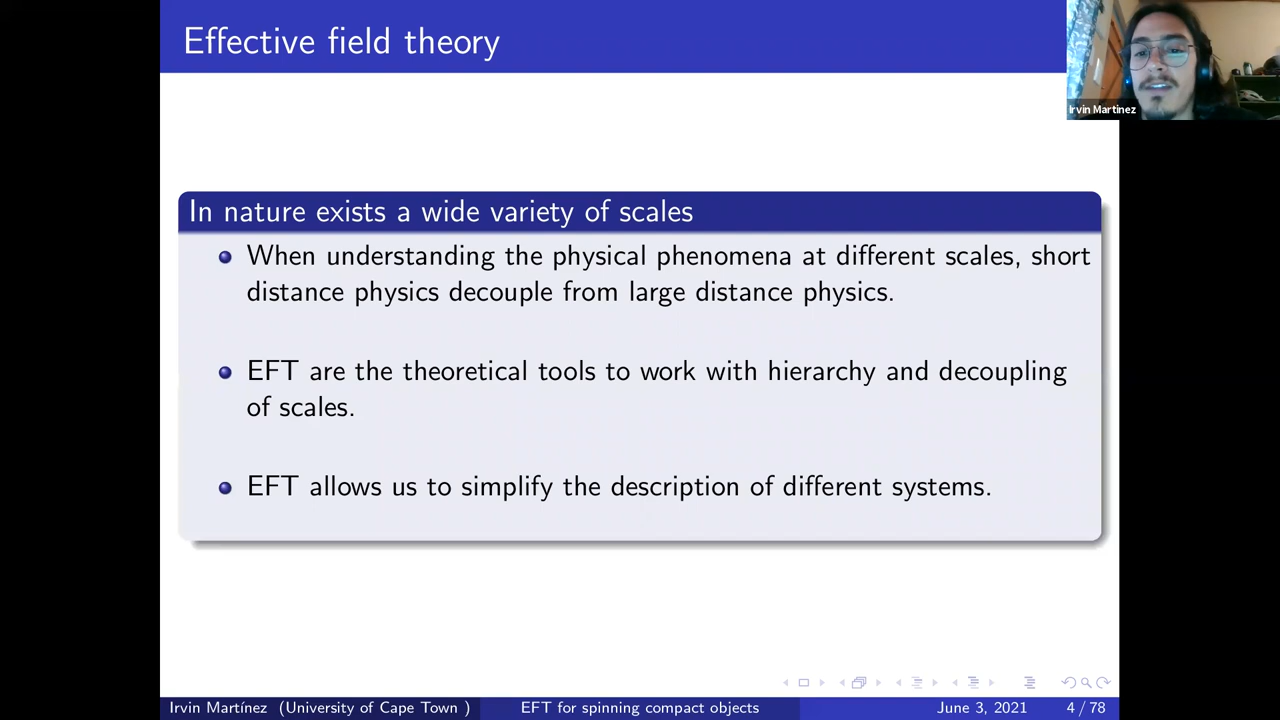 Effective field theory
Irvin Martinez
In nature exists a wide variety of scales
When understanding the physical phenomena at different scales, short
distance physics decouple from large distance physics.
EFT are the theoretical tools to work with hierarchy and decoupling
of scales.
EFT allows us to simplify the description of different systems.
Irvin Martínez (University of Cape Town ) EFT for spinning compact objects June 3, 2021 4 / 78